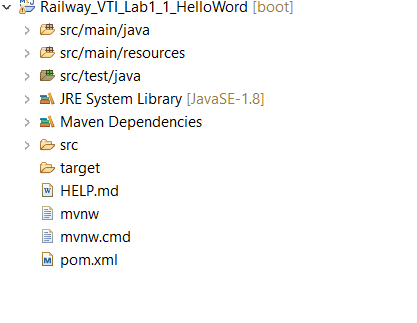 Railway_VTI_Lab1_1_HelloWord [boot]
src/main/java
src/main/resources
src/test/java
JRE System Library [JavaSE-1.8]
Maven Dependencies
src
target
HELP.md
mvnw
mvnw.cmd
pom.xml